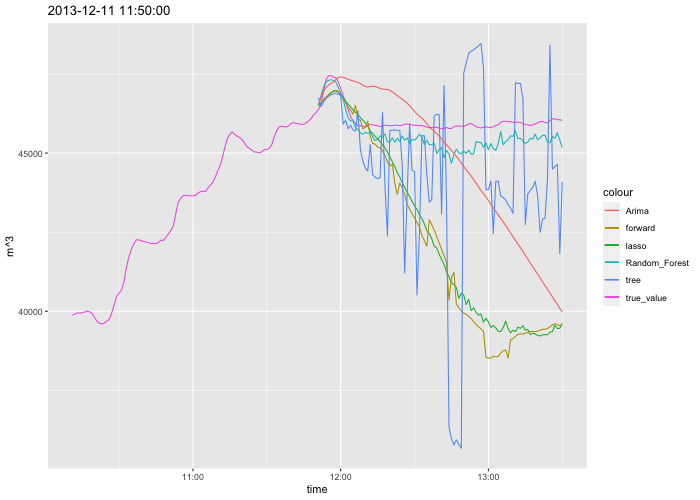 2013-12-11 11:50:00
m^3
45000
40000
11:00
12:00
13:00
time
colour
Arima
forward
lasso
Random_Forest
tree
true_value